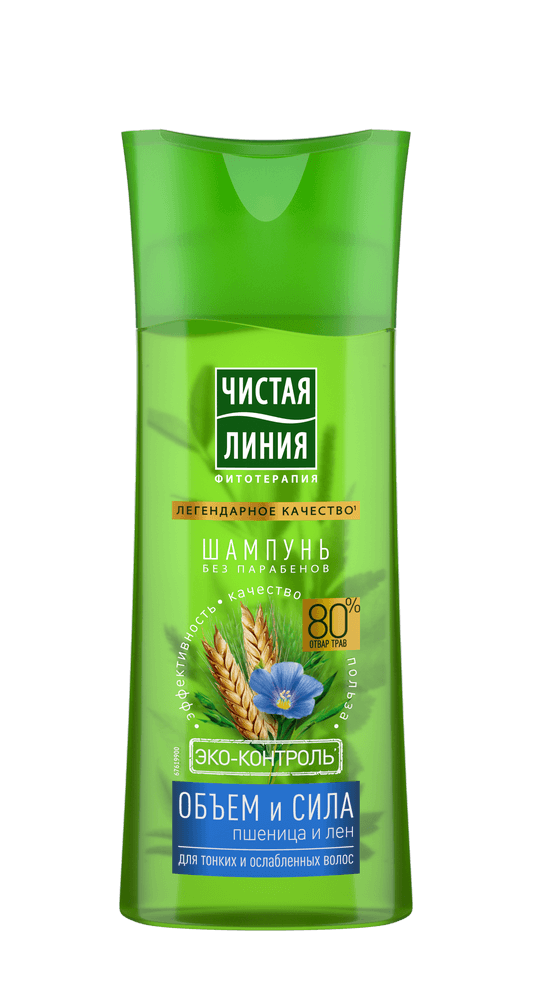 ЧИСТАЯ
ЛИНИЯ
ФИТОТЕРАПИЯ
ЛЕГЕНДАРНОЕ КАЧЕСТВО¹
ШАМПУНЬ
БЕЗ ПАРАБЕНОВ
• эффективность • качество • польза •
80%
ОТВАР ТРАВ
ЭКО-КОНТРОЛЬ
67619900
ОБЪЕМ и СИЛА
пшеница и лен
для тонких и ослабленных волос